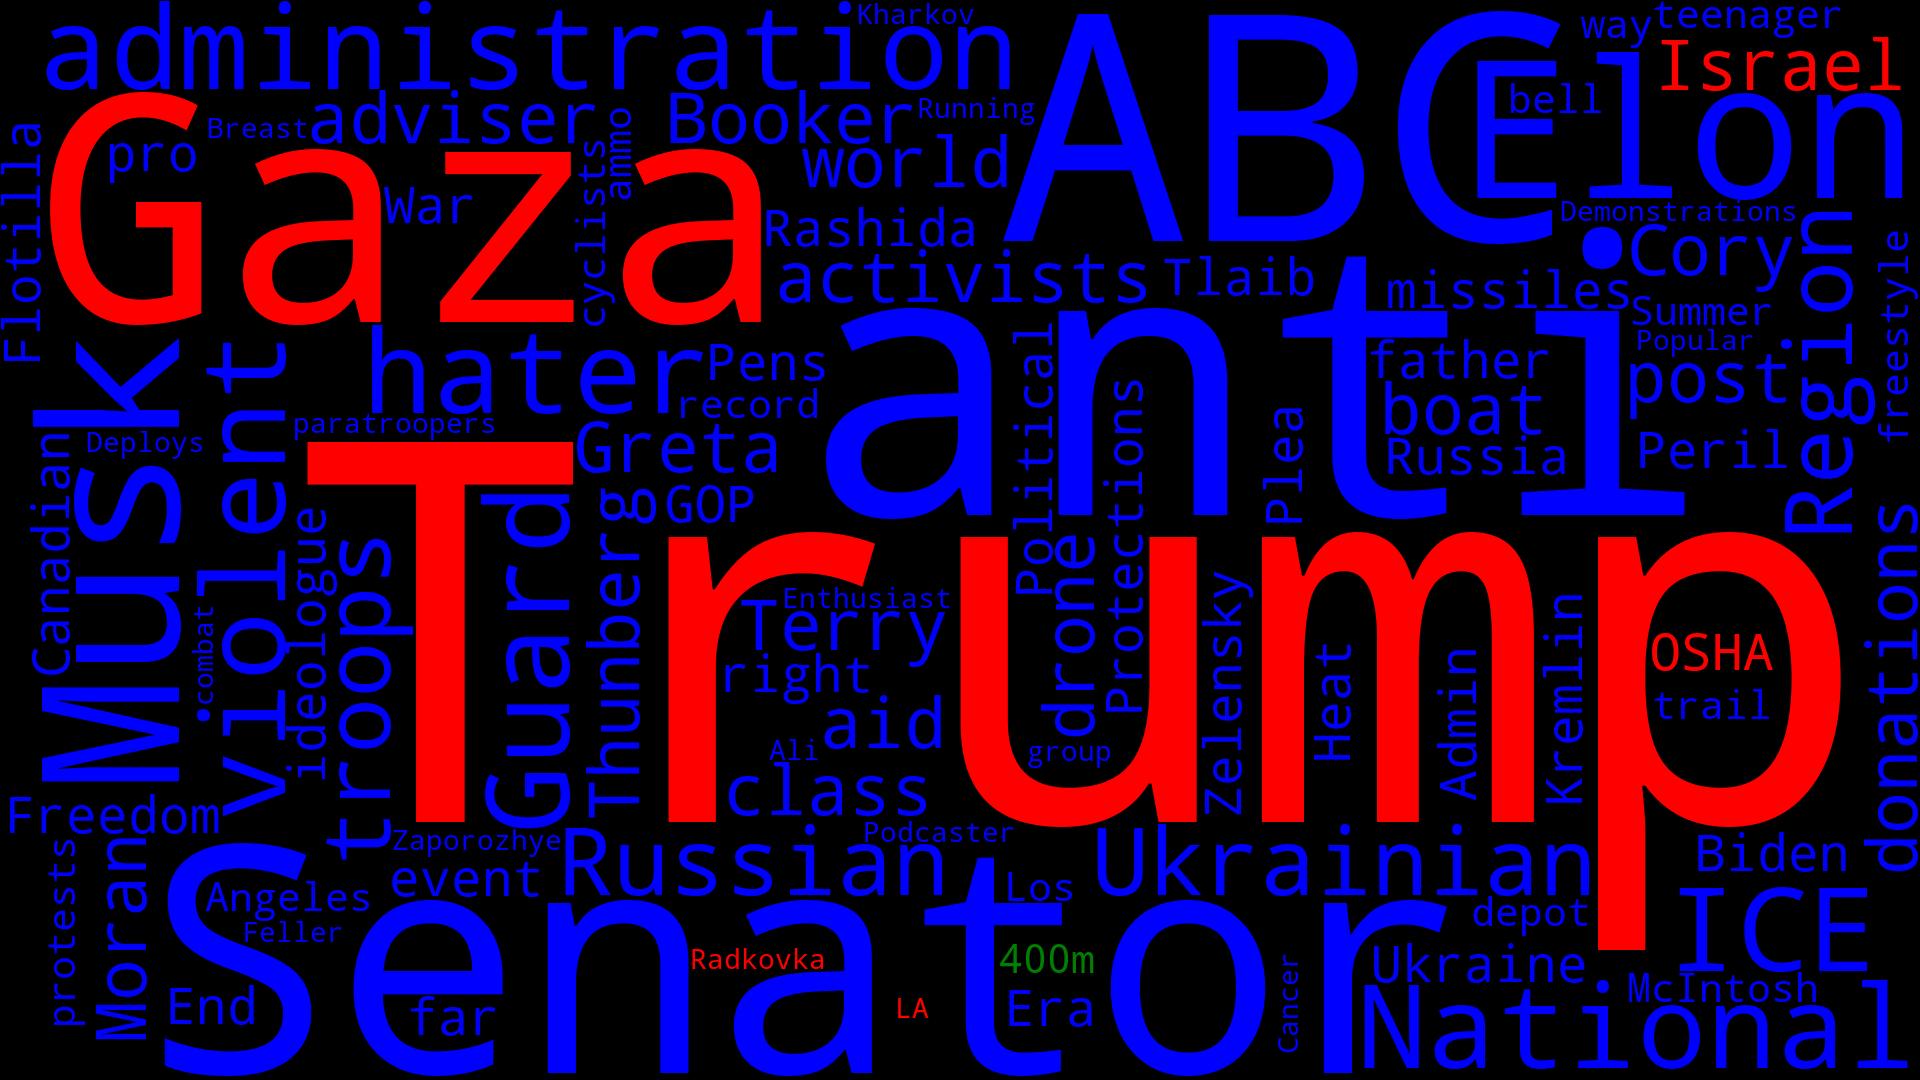 administration
Kharkov
ABC
way
teenager
Israel
Elon
bell
Gaza
Breast
adviser
Booker
Running
pro
War
cyclists
ammo
world
Flotilla
Rashida
Demonstrations
Cory
Region
activists
Tlaib
missiles
Summer
freestyle
anti
hater
Pens
record
Political
Protections
father
Popular
post
boat
Plea
Russia
Peril
Musk
violent
paratroopers
Deploys
Canadian
Greta
GOP
Trump
ideologue
troops
Guard
Thunberg
combat
Enthusiast
Terry
right
drone
Zelensky
Heat
Admin
Kremlin
OSHA
trail
donations
aid
Ali
group
class
Freedom
Zaporozhye
Podcaster
protests
Moran
Russian
Ukrainian
Biden
event
Los
Angeles
Feller
Senator
depot
ICE
Radkovka
400m
Ukraine
McIntosh
End
far
LA
Era
Cancer
National